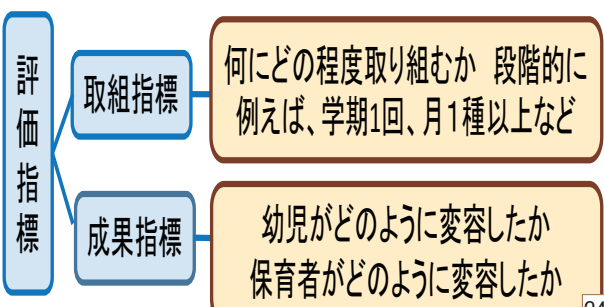 評価指標
取組指標
何にどの程度取り組むか 段階的に
例えば、学期1回、月1種以上など
成果指標
幼児がどのように変容したか
保育者がどのように変容したか